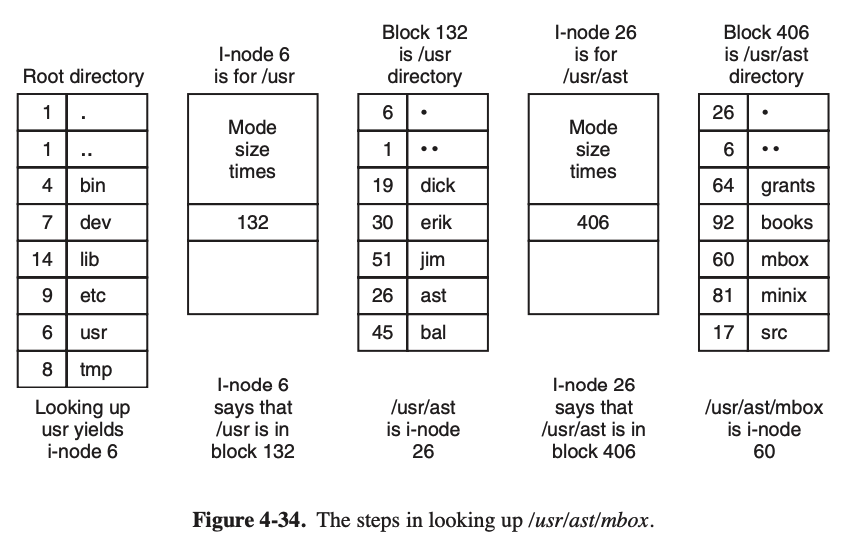 Root directory
1 .
1 ..
4 bin
7 dev
14 lib
9 etc
6 usr
8 tmp
Looking up
usr yields
i-node 6
I-node 6
is for /usr
Mode
size
times
132
I-node 6
says that
/usr is in
block 132
Block 132
is /usr
directory
6 •
1 ••
19 dick
30 erik
51 jim
26 ast
45 bal
/usr/ast
is i-node
26
I-node 26
is for
/usr/ast
Mode
size
times
406
I-node 26
says that
/usr/ast is in
block 406
Block 406
is /usr/ast
directory
26 •
6 ••
64 grants
92 books
60 mbox
81 minix
17 src
/usr/ast/mbox
is i-node
60
Figure 4-34. The steps in looking up /usr/ast/mbox.